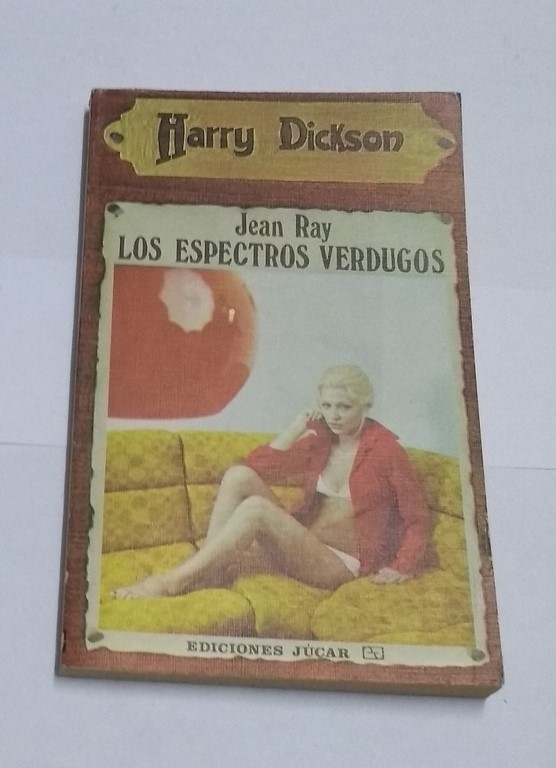 Harry Dickson
Jean Ray
LOS ESPECTROS VERDUGOS
EDICIONES JÚCAR